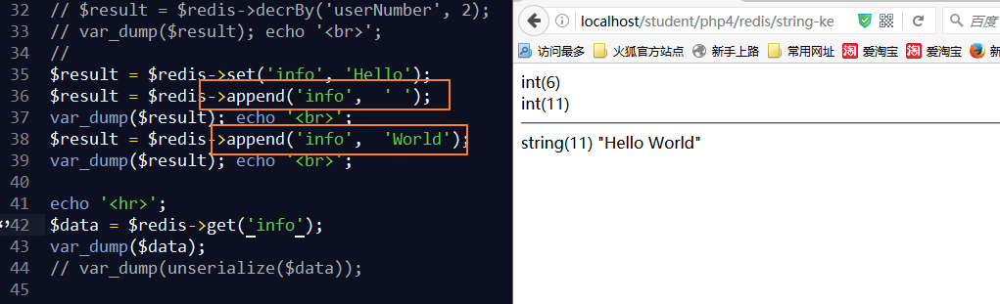 32 // $result = $redis->decrBy('userNumber', 2);
33 // var_dump($result); echo '<br>';
34 //
35 $result = $redis->set('info', 'Hello');
36 $result = $redis->append('info',  ' ');
37 var_dump($result); echo '<br>';
38 $result = $redis->append('info',  'World');
39 var_dump($result); echo '<br>';
40
41 echo '<hr>';
42 $data = $redis->get('info');
43 var_dump($data);
44 // var_dump(unserialize($data));
45
localhost/student/php4/redis/string-ke
百度
访问最多 火狐官方站点 新手上路 常用网址 淘 爱淘宝 淘 爱淘宝 新
int(6)
int(11)
string(11) "Hello World"